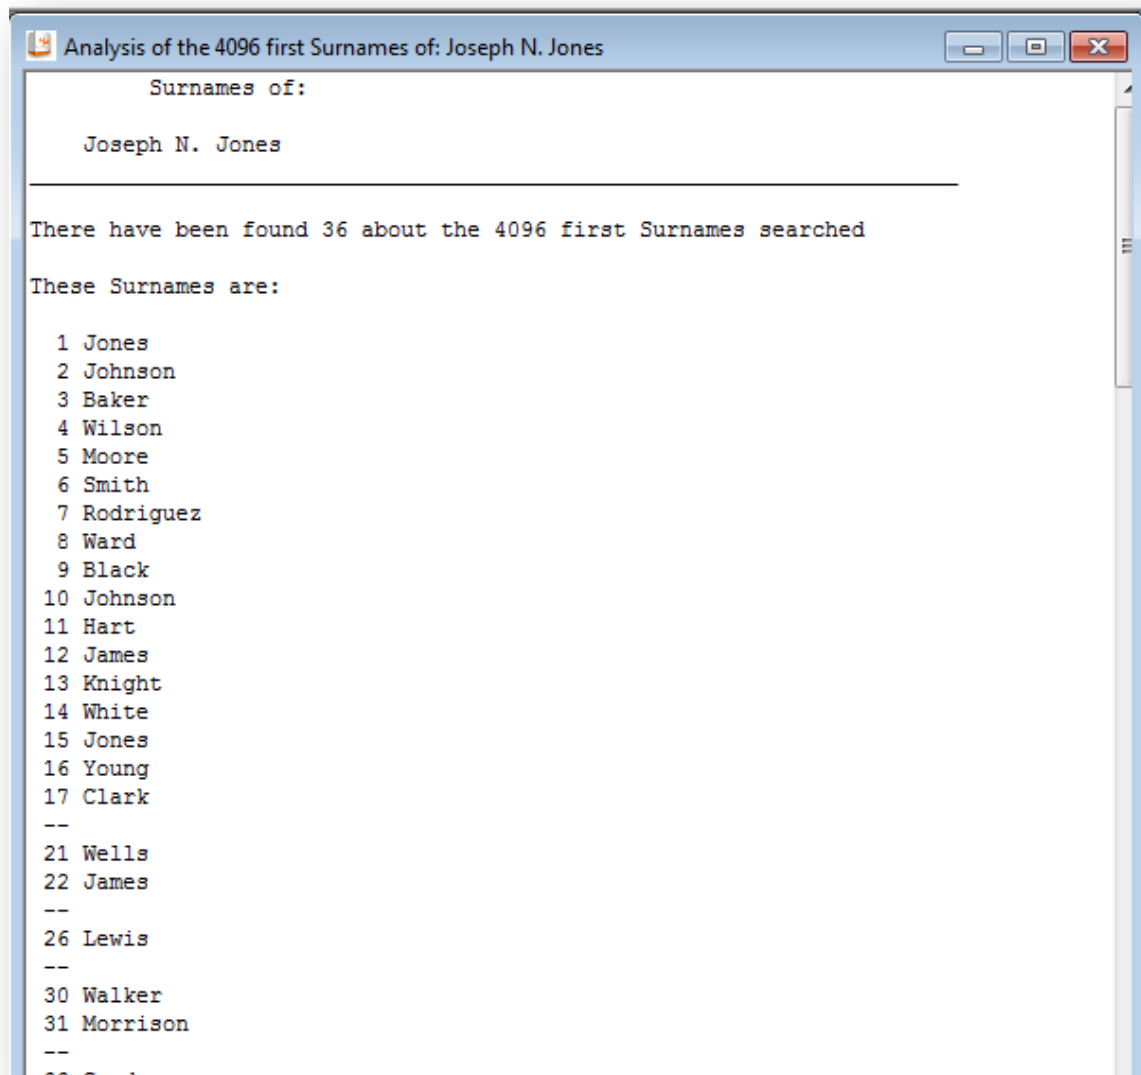 Analysis of the 4096 first Surnames of: Joseph N. Jones
Surnames of:
Joseph N. Jones
There have been found 36 about the 4096 first Surnames searched
These Surnames are:
1 Jones
2 Johnson
3 Baker
4 Wilson
5 Moore
6 Smith
7 Rodriguez
8 Ward
9 Black
10 Johnson
11 Hart
12 James
13 Knight
14 White
15 Jones
16 Young
17 Clark
--
21 Wells
22 James
--
26 Lewis
--
30 Walker
31 Morrison
--